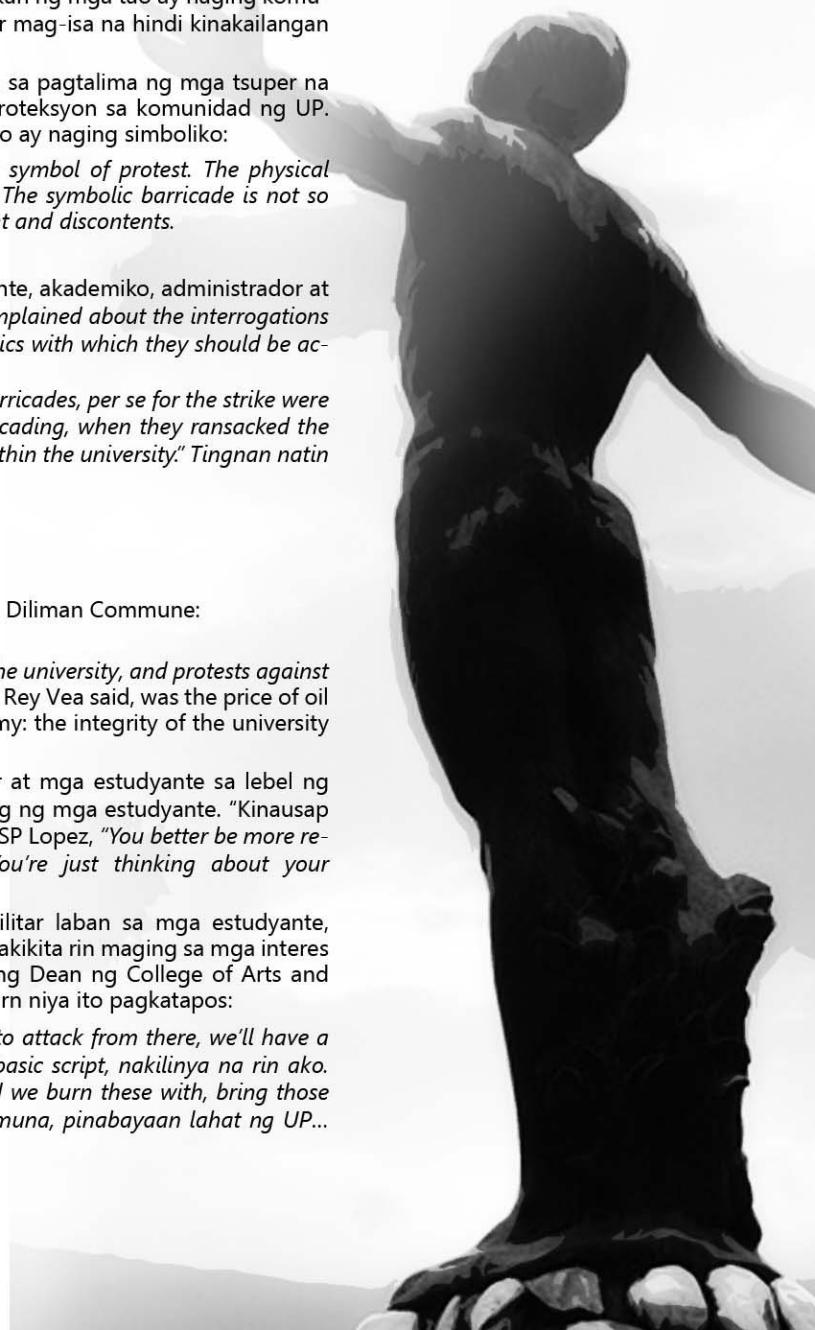 ng mga tao ay naging komu-
r mag-isa na hindi kinakailangan
sa pagtalima ng mga tsuper na
roteksyon sa komunidad ng UP.
o ay naging simboliko:
symbol of protest. The physical
The symbolic barricade is not so
t and discontents.
nte, akademiko, administrador at
mplained about the interrogations
ics with which they should be ac-
rricades, per se for the strike were
cading, when they ransacked the
thin the university.” Tingnan natin
Diliman Commune:
he university, and protests against
Rey Vea said, was the price of oil
my: the integrity of the university
r at mga estudyante sa lebel ng
g ng mga estudyante. “Kinausap
SP Lopez, “You better be more re-
You’re just thinking about your
ilitar laban sa mga estudyante,
akikita rin maging sa mga interes
ng Dean ng College of Arts and
rn niya ito pagkatapos:
to attack from there, we’ll have a
basic script, nakilinya na rin ako.
d we burn these with, bring those
muna, pinabayaan lahat ng UP...